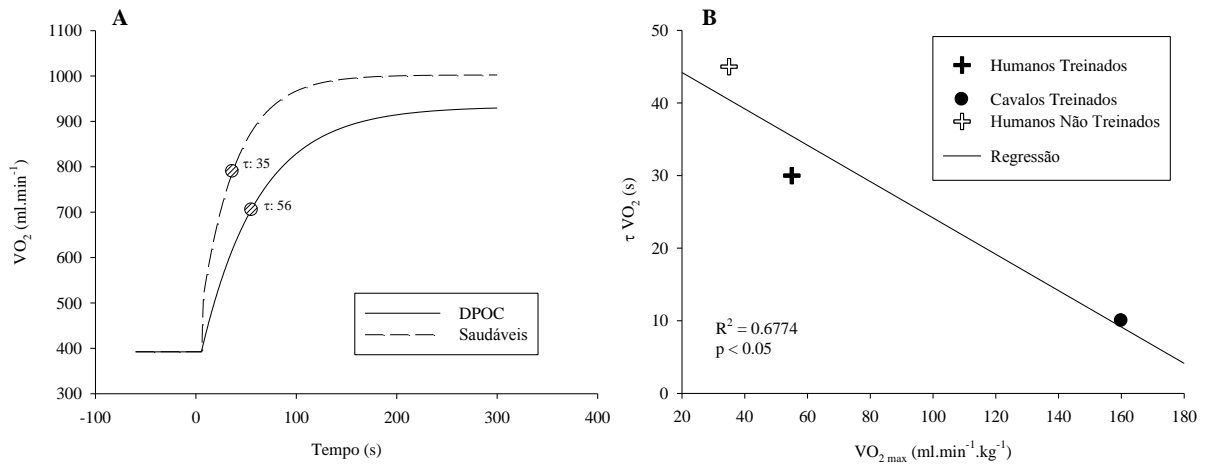 A
1100
1000
900
800
700
600
500
400
300
VO2 (ml.min-1)
τ: 35
τ: 56
DPOC
Saudáveis
-100
0
100
200
300
400
Tempo (s)
B
50
40
30
20
10
0
τ VO2 (s)
Humanos Treinados
Cavalos Treinados
Humanos Não Treinados
Regressão
R2 = 0.6774
p < 0.05
20
40
60
80
100
120
140
160
180
VO2 max (ml.min-1.kg-1)